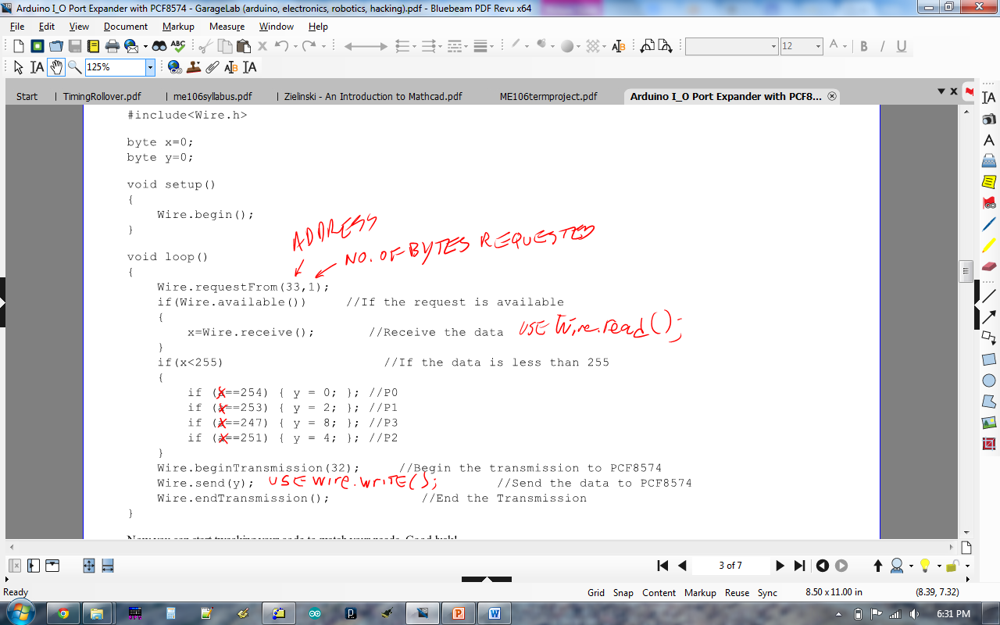 Arduino I_O Port Expander with PCF8574 - GarageLab (arduino, electronics, robotics, hacking).pdf - Bluebeam PDF Revu x64
File Edit View Document Markup Measure Window Help
12
A B I U
125%
Start | TimingRollover.pdf | me106syllabus.pdf | Zielinski - An Introduction to Mathcad.pdf ME106termproject.pdf Arduino I_O Port Expander with PCF8...
#include<Wire.h>
byte x=0;
byte y=0;
void setup()
{
Wire.begin();
}
ADDRESS
NO. OF BYTES REQUESTED
void loop()
{
Wire.requestFrom(33,1);
if(Wire.available()) //If the request is available
{
x=Wire.receive(); //Receive the data USE Wire.read();
}
if(x<255) //If the data is less than 255
{
if (x==254) { y = 0; }; //P0
if (x==253) { y = 2; }; //P1
if (x==247) { y = 8; }; //P3
if (x==251) { y = 4; }; //P2
}
Wire.beginTransmission(32); //Begin the transmission to PCF8574
Wire.send(y); USE WIRE.WRITE(); //Send the data to PCF8574
Wire.endTransmission(); //End the Transmission
}
3 of 7
Ready Grid Snap Content Markup Reuse Sync 8.50 x 11.00 in (8.39, 7.32)
6:31 PM